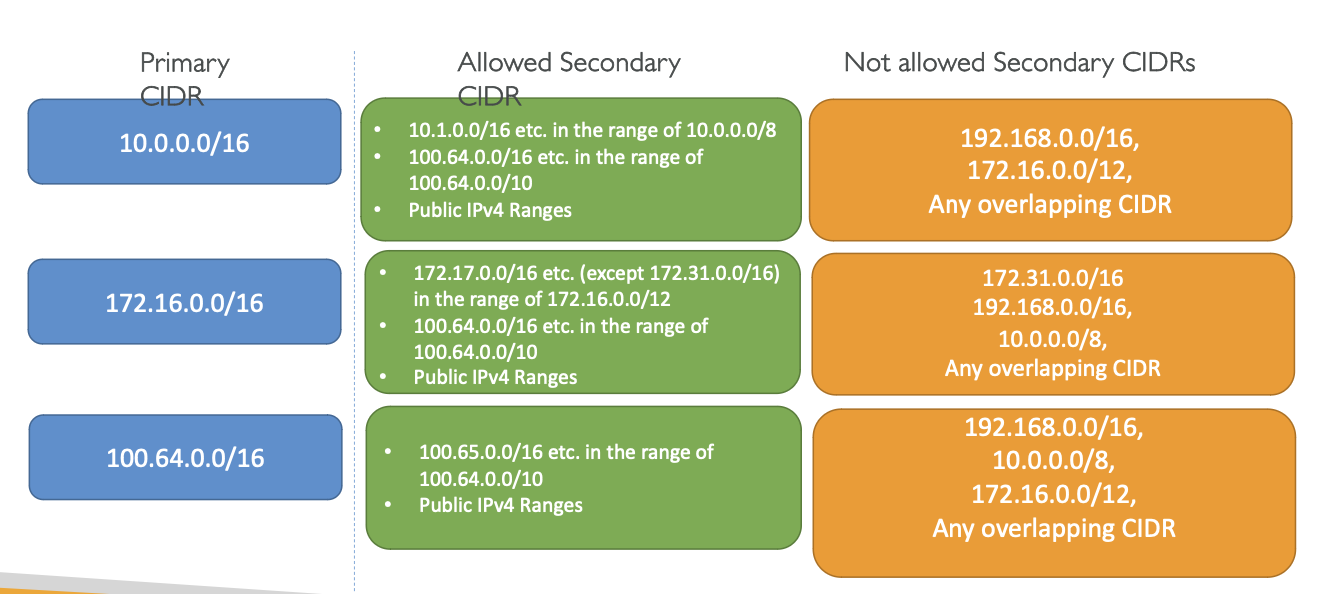 Primary
CIDR
Allowed Secondary
CIDR
Not allowed Secondary CIDRs
10.0.0.0/16
• 10.1.0.0/16 etc. in the range of 10.0.0.0/8
• 100.64.0.0/16 etc. in the range of
100.64.0.0/10
• Public IPv4 Ranges
192.168.0.0/16,
172.16.0.0/12,
Any overlapping CIDR
172.16.0.0/16
• 172.17.0.0/16 etc. (except 172.31.0.0/16)
in the range of 172.16.0.0/12
• 100.64.0.0/16 etc. in the range of
100.64.0.0/10
• Public IPv4 Ranges
172.31.0.0/16
192.168.0.0/16,
10.0.0.0/8,
Any overlapping CIDR
100.64.0.0/16
• 100.65.0.0/16 etc. in the range of
100.64.0.0/10
• Public IPv4 Ranges
192.168.0.0/16,
10.0.0.0/8,
172.16.0.0/12,
Any overlapping CIDR